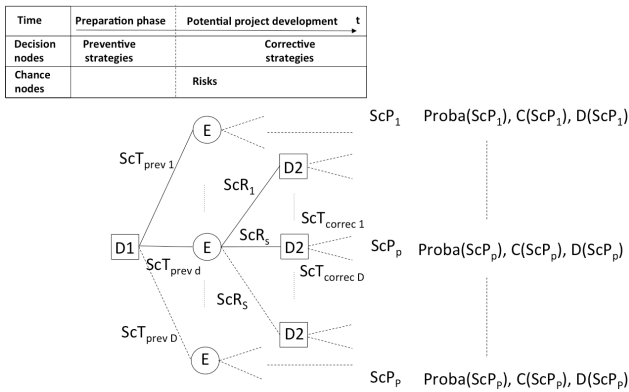 Time Preparation phase Potential project development t
Decision nodes Preventive strategies Corrective strategies
Chance nodes Risks
ScP1 Proba(ScP1), C(ScP1), D(ScP1)
E
ScTprev 1
D2
ScR1
ScTcorrec 1
ScRs
D1 E D2 ScPp Proba(ScPp), C(ScPp), D(ScPp)
ScTprev d
ScTcorrec D
ScRS
ScTprev D
D2
E
ScPP Proba(ScPp), C(ScPp), D(ScPp)